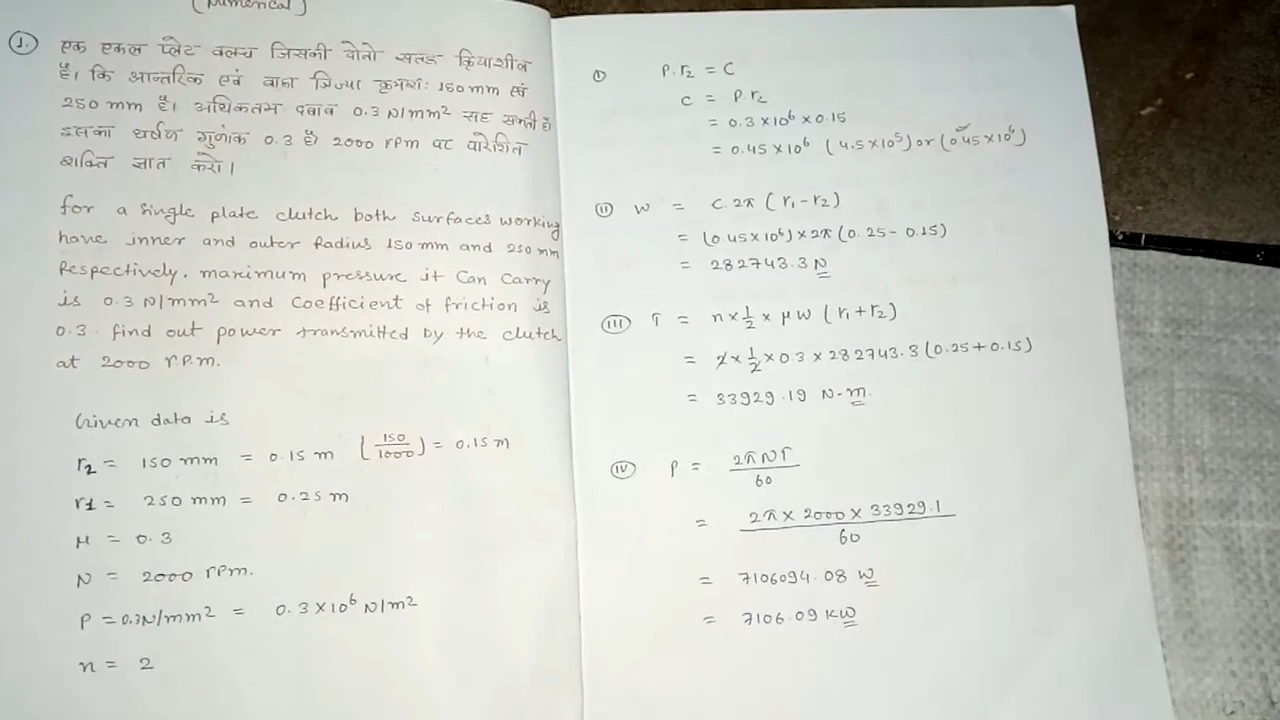 (Numerical)
1. एक एकल प्लेट क्लच जिसकी दोनो सतह क्रियाशील
है। कि आन्तरिक एवं बाह्य त्रिज्या क्रमशः 150 mm एवं
250 mm है। अधिकतम दबाव 0.3 N/mm² सह सकती है
इसका घर्षण गुणांक 0.3 है 2000 rpm पर पारेशित
शक्ति ज्ञात करो।
for a single plate clutch both surfaces working
have inner and outer Radius 150 mm and 250 mm
Respectively. maximum pressure it Can Carry
is 0.3 N/mm² and Coefficient of friction is
0.3. find out power transmitted by the clutch
at 2000 r.p.m.
Given data is
r₂ = 150 mm = 0.15 m (150/1000) = 0.15 m
r1 = 250 mm = 0.25 m
μ = 0.3
N = 2000 rpm.
P = 0.3N/mm² = 0.3 × 10⁶ N/m²
n = 2
(i) p.r₂ = C
C = p.r₂
= 0.3×10⁶ × 0.15
= 0.45 × 10⁶ (4.5×10⁵) or (0.45×10⁶)
(ii) W = C.2π (r₁-r₂)
= (0.45×10⁶) × 2π (0.25 - 0.15)
= 282743.3 N
(iii) T = n × 1/2 × μW (r₁+r₂)
= 2 × 1/2 × 0.3 × 282743.3 (0.25 + 0.15)
= 33929.19 N-m.
(iv) P = 2πNT/60
= 2π × 2000 × 33929.1/60
= 7106094.08 W
= 7106.09 KW